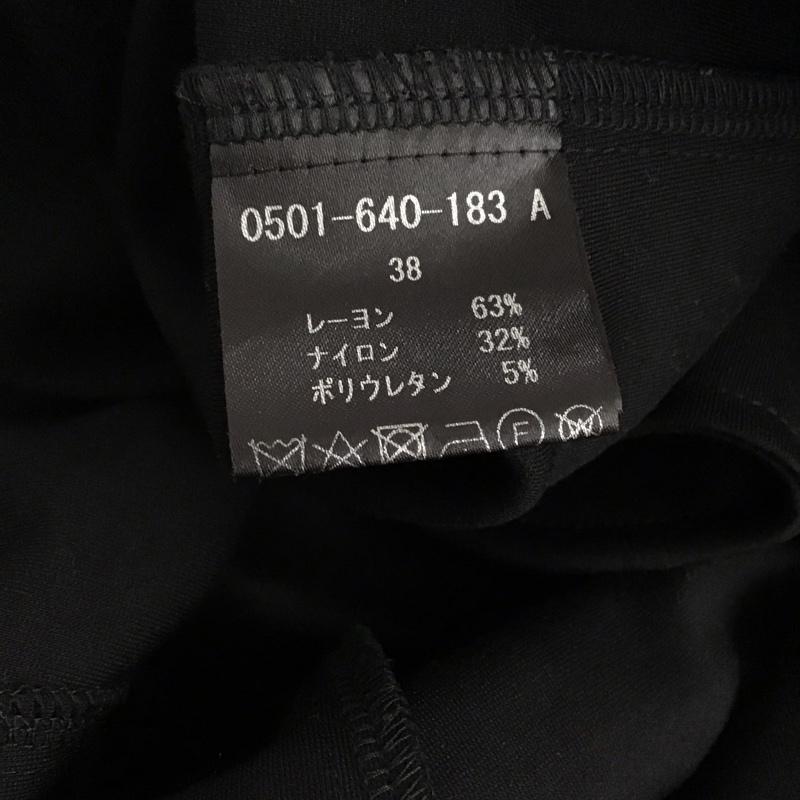 0501-640-183 A
38
レーヨン 63%
ナイロン 32%
ポリウレタン 5%
F W